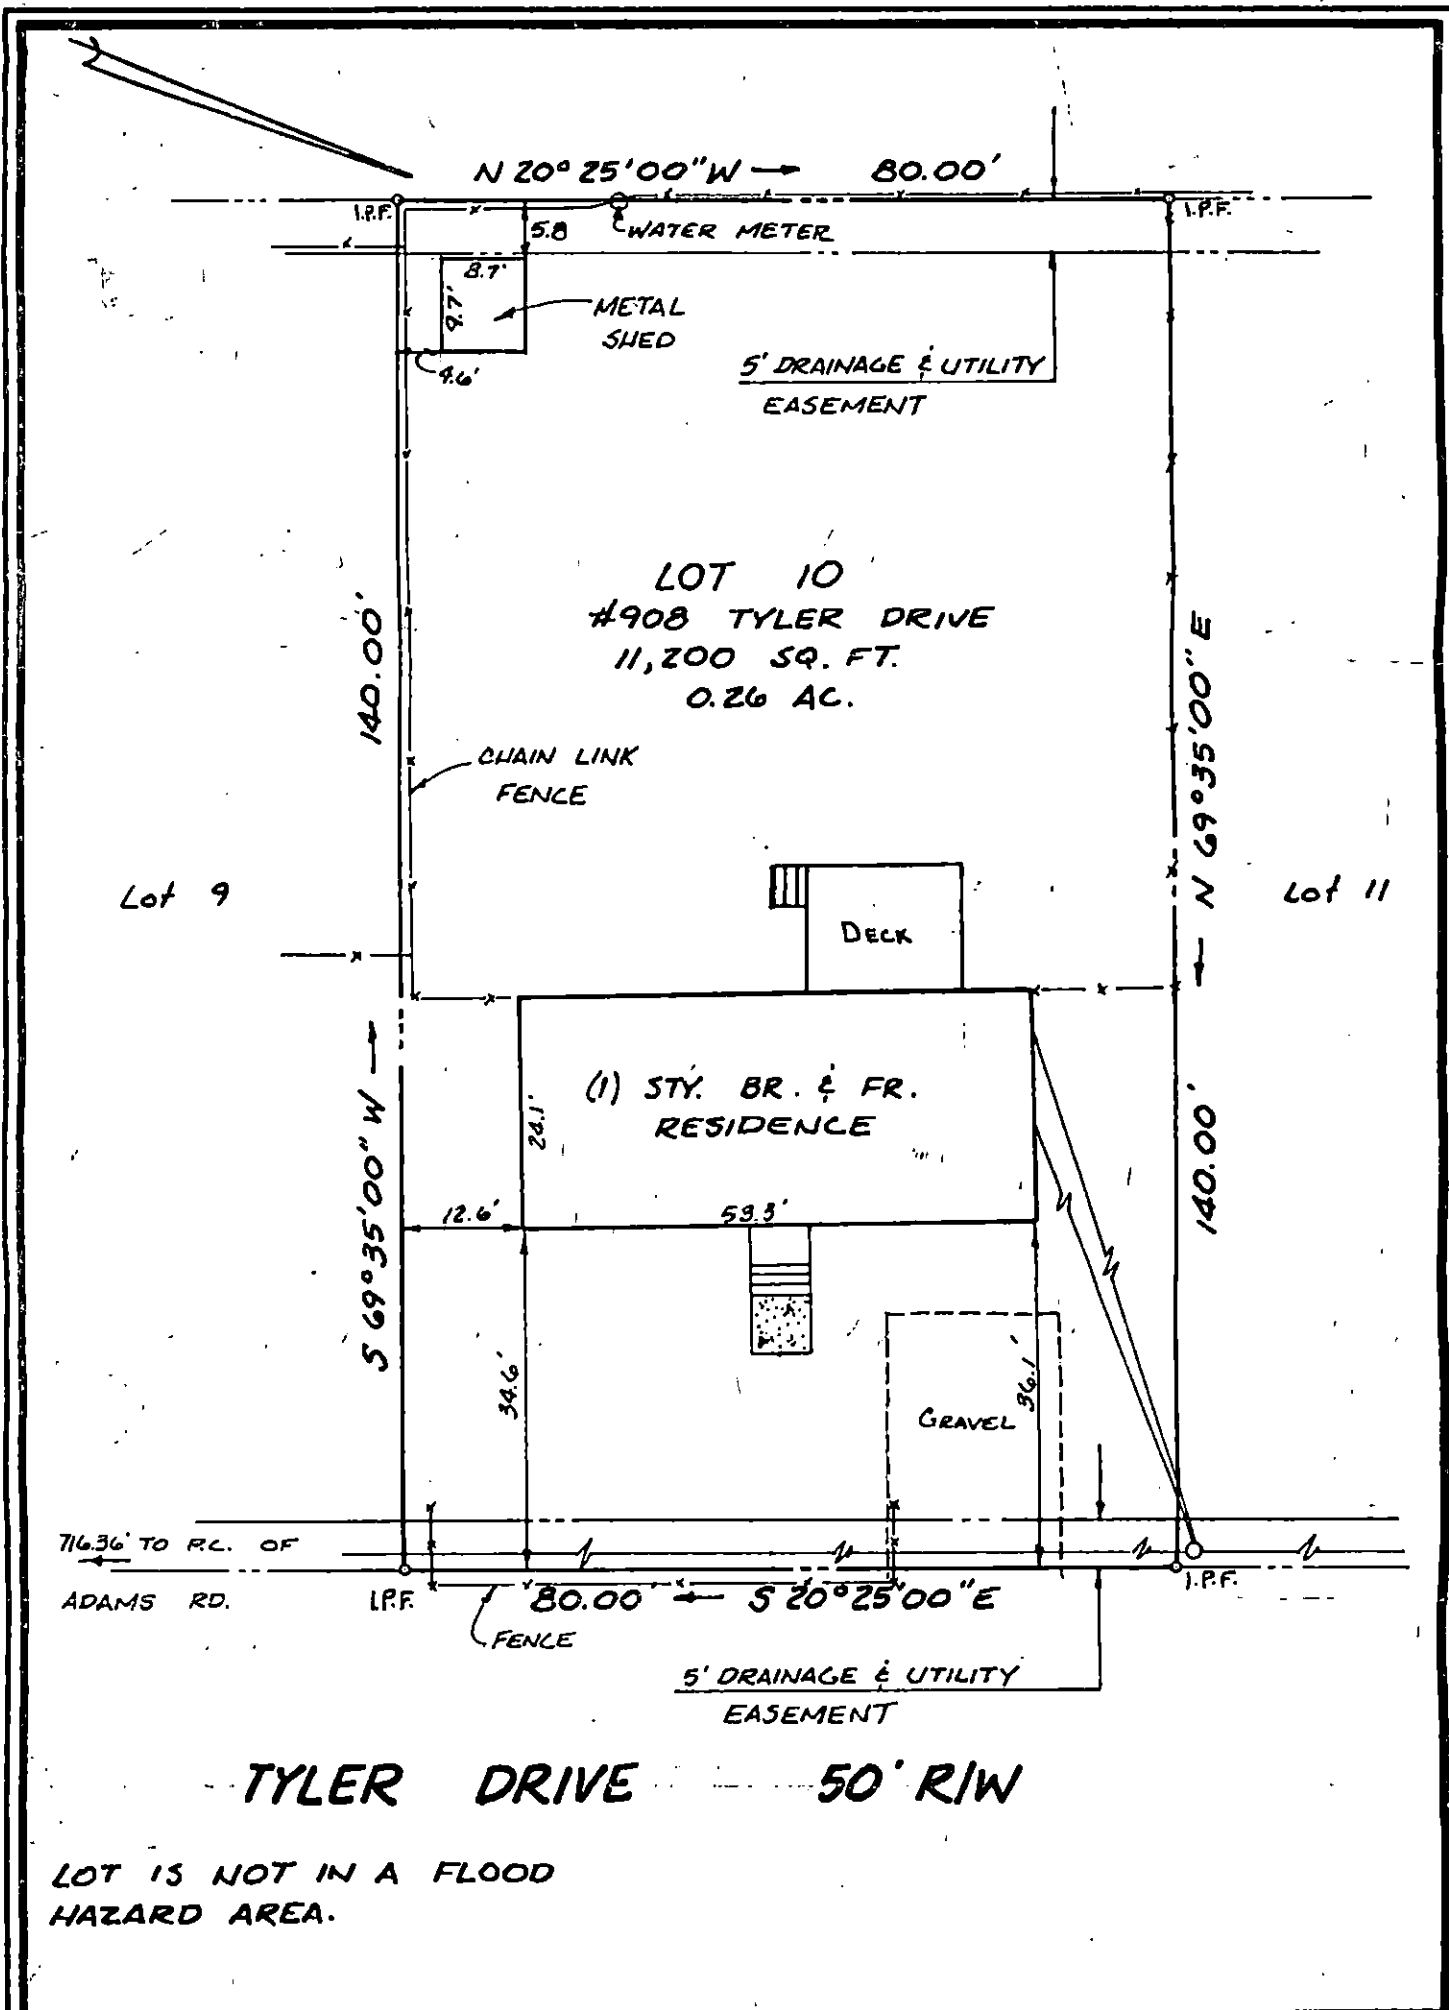 N 20° 25' 00" W → 80.00'
I.P.F.
I.P.F.
5.8
WATER METER
8.7'
9.7'
METAL
SHED
4.6'
5' DRAINAGE & UTILITY
EASEMENT
LOT 10
#908 TYLER DRIVE
11,200 SQ. FT.
0.26 AC.
140.00'
N 69° 35' 00" E
CHAIN LINK
FENCE
Lot 9
Lot 11
DECK
(1) STY. BR. & FR.
RESIDENCE
24.1'
S 69° 35' 00" W
140.00'
12.6'
53.3'
34.6'
36.1'
GRAVEL
716.36' TO P.C. OF
ADAMS RD.
I.P.F.
80.00' ← S 20° 25' 00" E
I.P.F.
FENCE
5' DRAINAGE & UTILITY
EASEMENT
TYLER DRIVE 50' R/W
LOT IS NOT IN A FLOOD
HAZARD AREA.